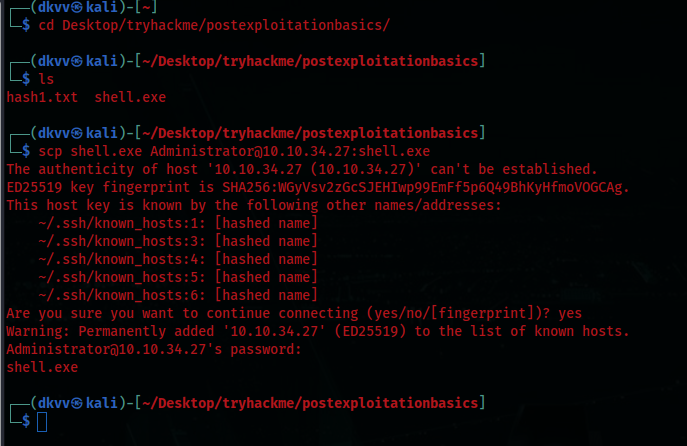 ┌──(dkvv㉿kali)-[~]
└─$ cd Desktop/tryhackme/postexploitationbasics/
┌──(dkvv㉿kali)-[~/Desktop/tryhackme/postexploitationbasics]
└─$ ls
hash1.txt  shell.exe
┌──(dkvv㉿kali)-[~/Desktop/tryhackme/postexploitationbasics]
└─$ scp shell.exe Administrator@10.10.34.27:shell.exe
The authenticity of host '10.10.34.27 (10.10.34.27)' can't be established.
ED25519 key fingerprint is SHA256:WGyVsv2zGcSJEHIwp99EmFf5p6Q49BhKyHfmoVOGCAg.
This host key is known by the following other names/addresses:
    ~/.ssh/known_hosts:1: [hashed name]
    ~/.ssh/known_hosts:3: [hashed name]
    ~/.ssh/known_hosts:4: [hashed name]
    ~/.ssh/known_hosts:5: [hashed name]
    ~/.ssh/known_hosts:6: [hashed name]
Are you sure you want to continue connecting (yes/no/[fingerprint])? yes
Warning: Permanently added '10.10.34.27' (ED25519) to the list of known hosts.
Administrator@10.10.34.27's password:
shell.exe
┌──(dkvv㉿kali)-[~/Desktop/tryhackme/postexploitationbasics]
└─$